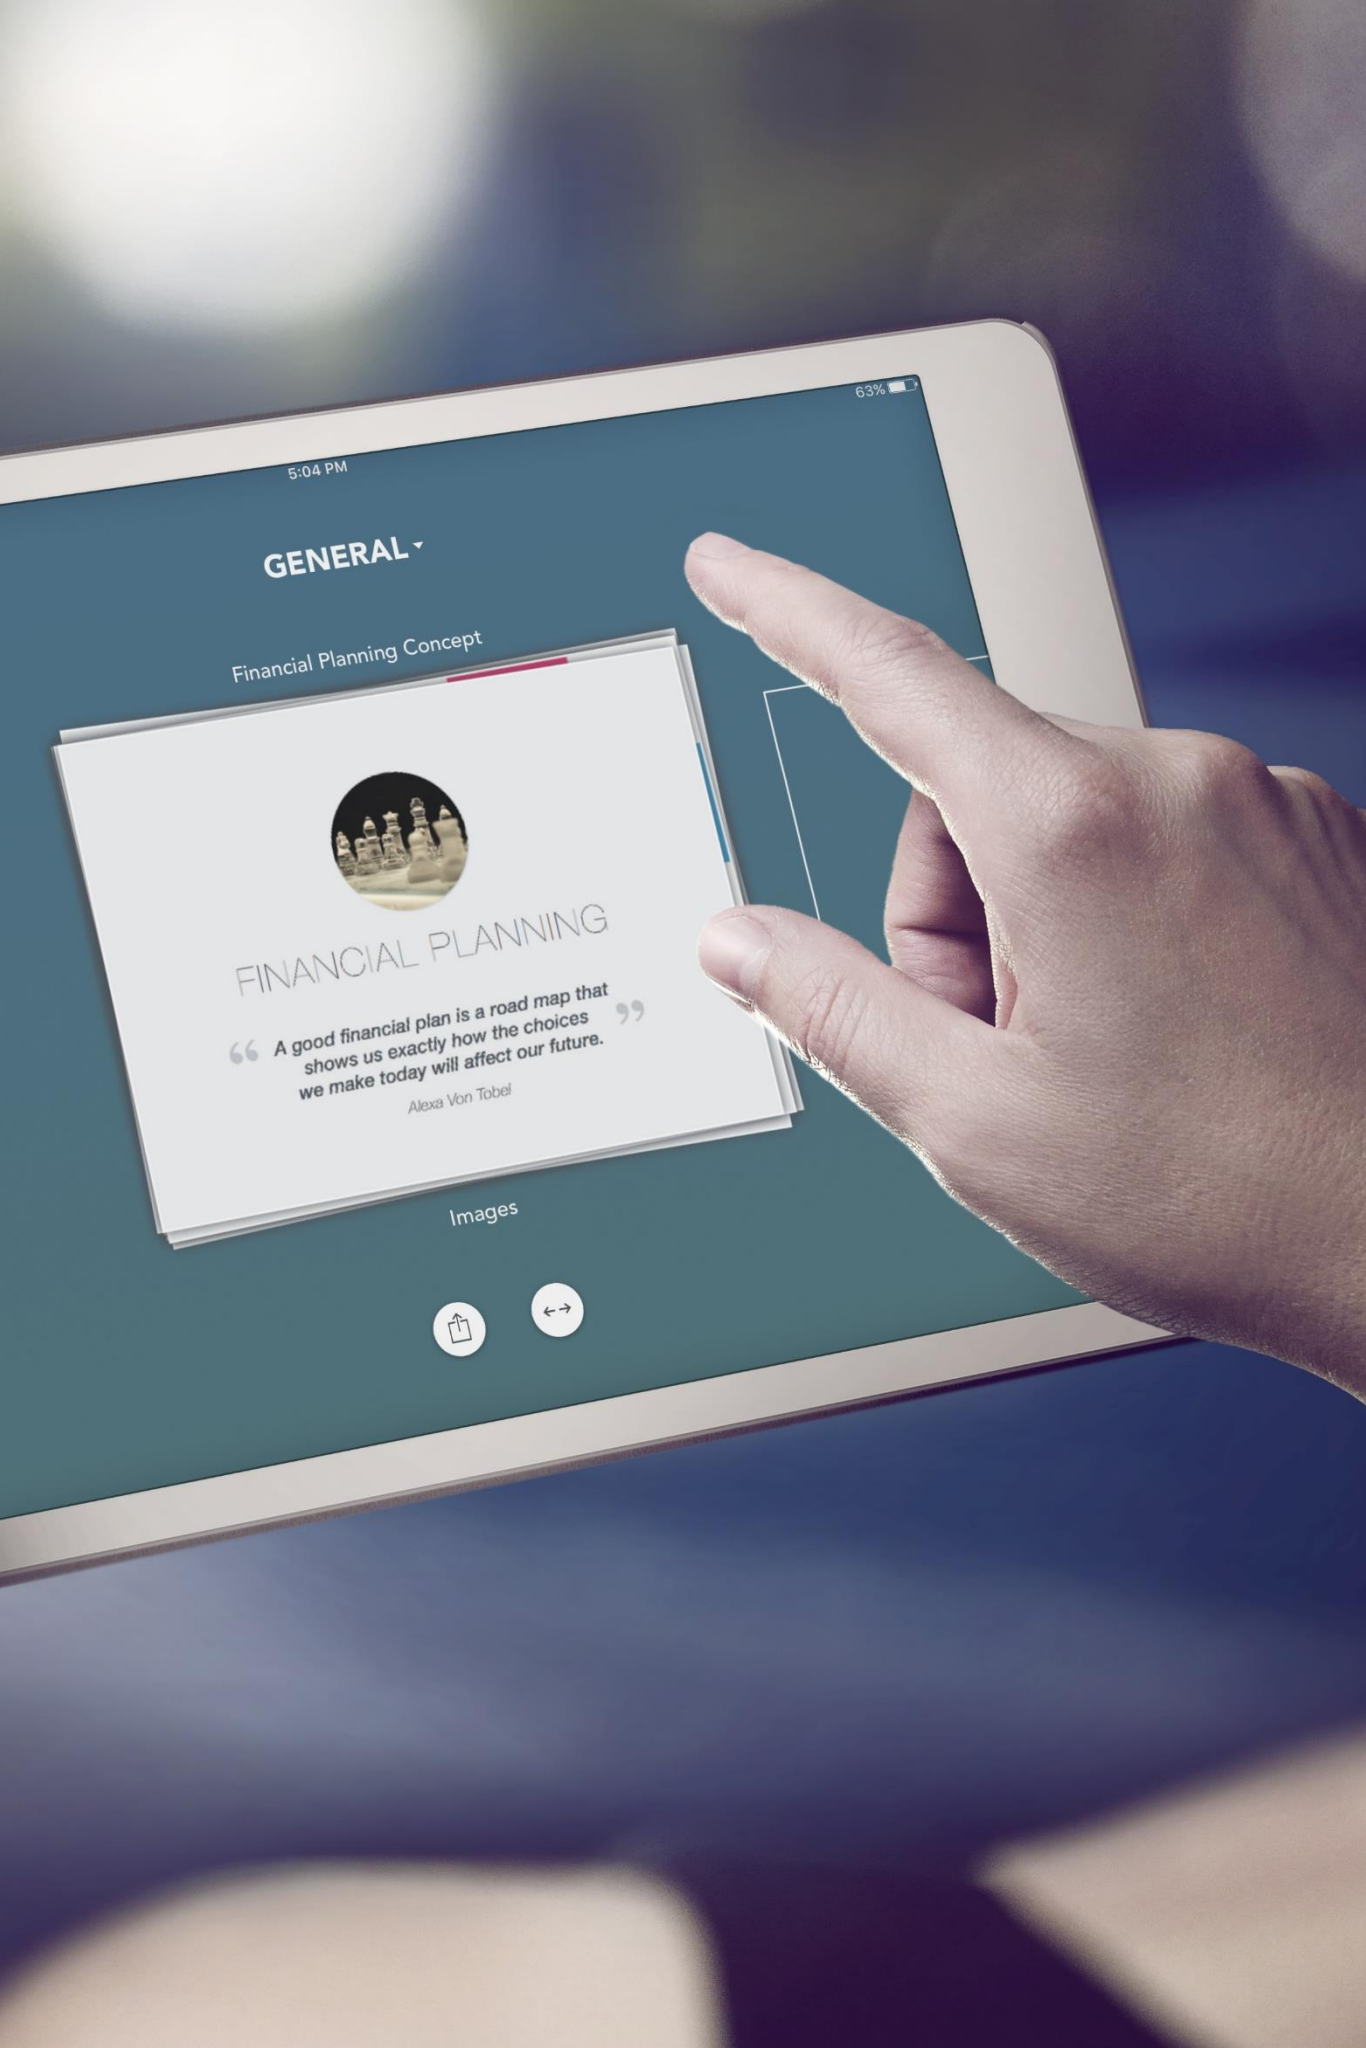 63%
5:04 PM
GENERAL
Financial Planning Concept
FINANCIAL PLANNING
“ A good financial plan is a road map that ”
shows us exactly how the choices
we make today will affect our future.
Alexa Von Tobel
Images